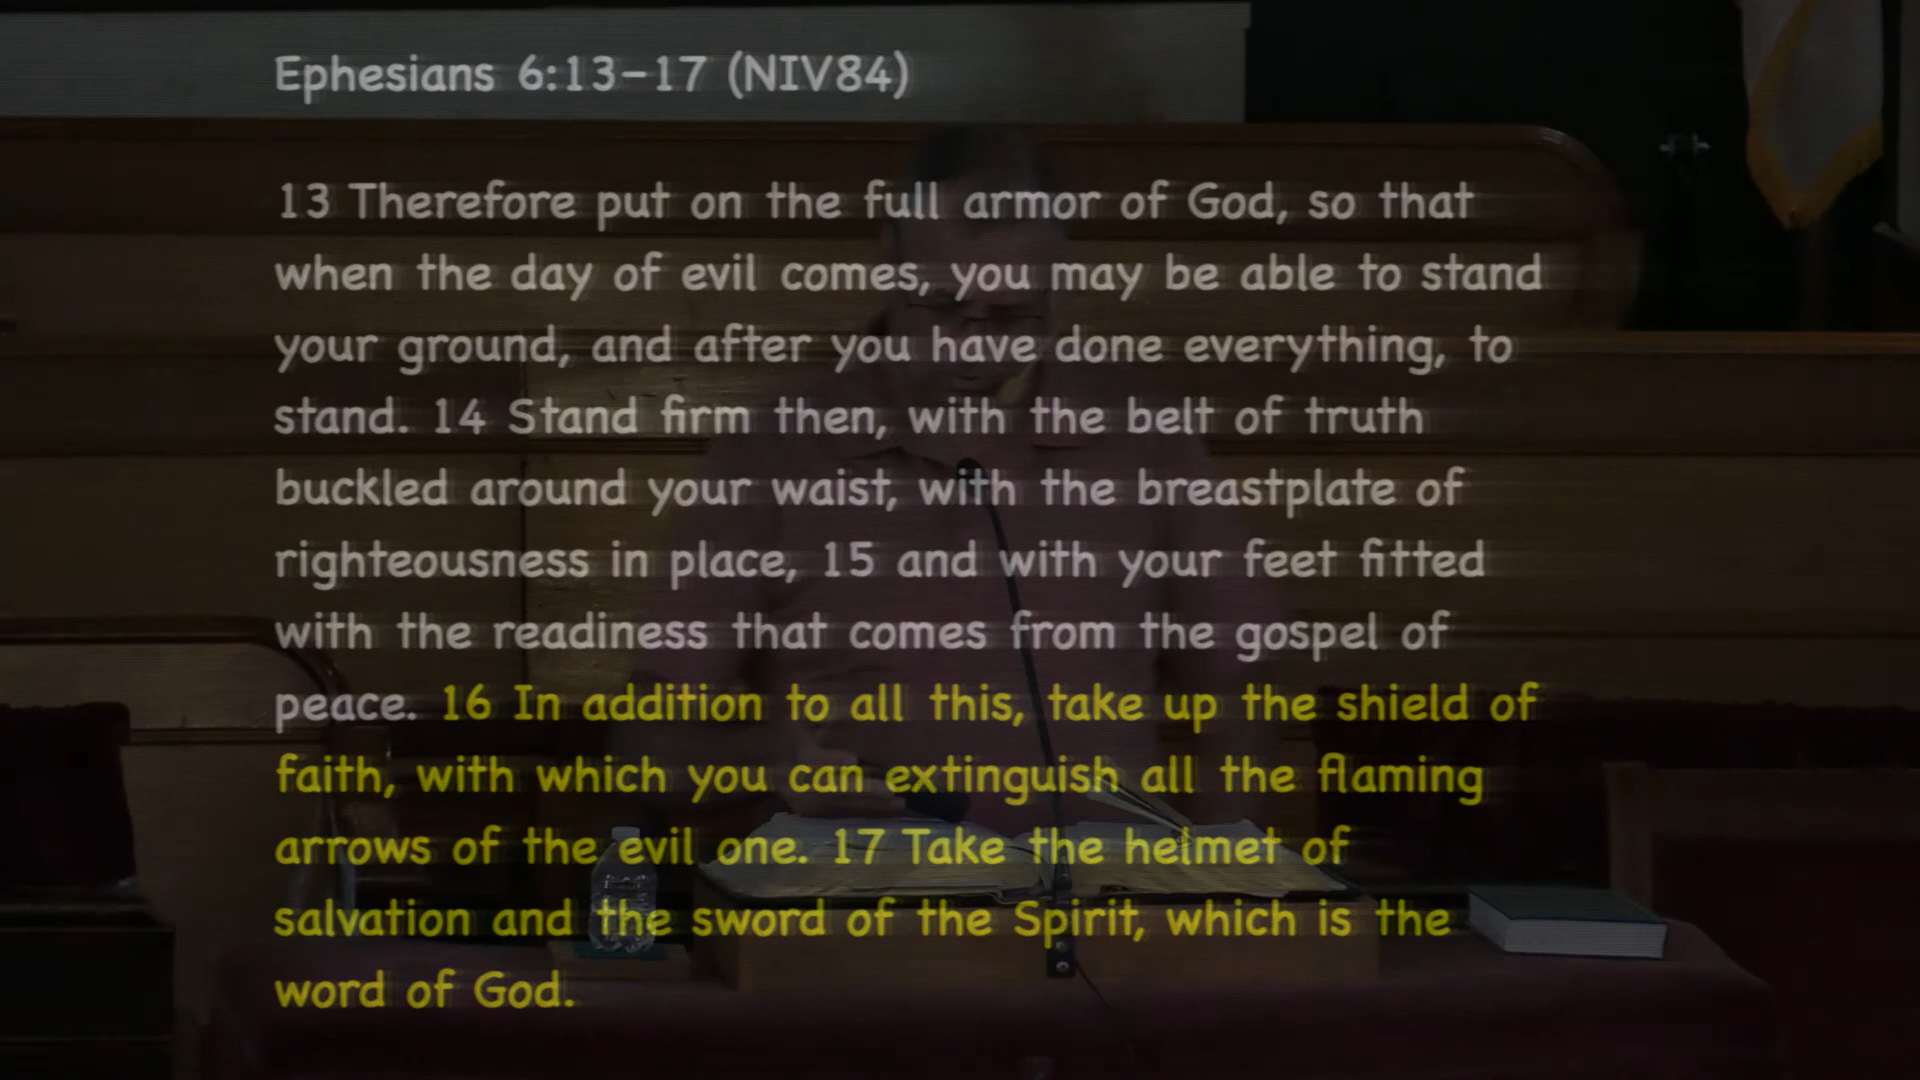 Ephesians 6:13–17 (NIV84)
13 Therefore put on the full armor of God, so that
when the day of evil comes, you may be able to stand
your ground, and after you have done everything, to
stand. 14 Stand firm then, with the belt of truth
buckled around your waist, with the breastplate of
righteousness in place, 15 and with your feet fitted
with the readiness that comes from the gospel of
peace. 16 In addition to all this, take up the shield of
faith, with which you can extinguish all the flaming
arrows of the evil one. 17 Take the helmet of
salvation and the sword of the Spirit, which is the
word of God.